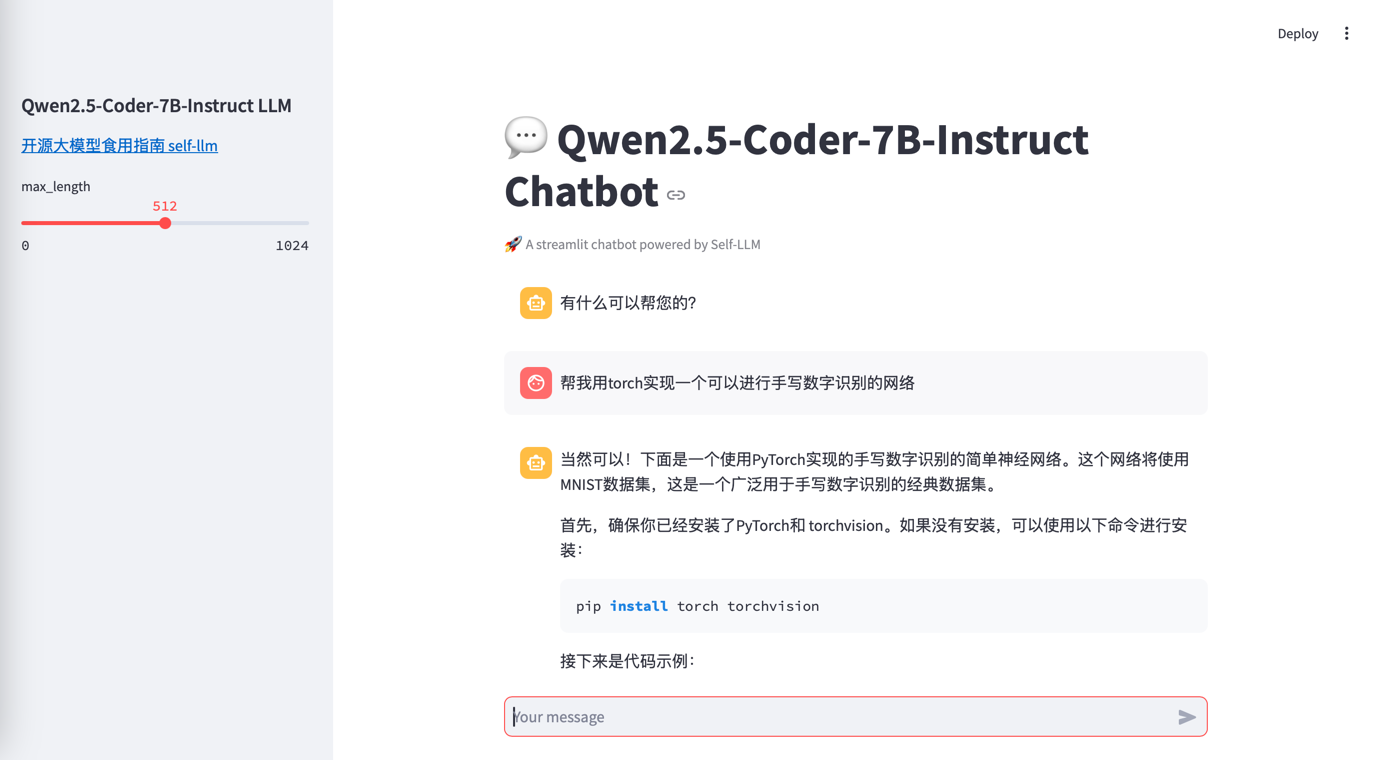 Deploy
Qwen2.5-Coder-7B-Instruct LLM
开源大模型食用指南 self-llm
max_length
512
0 1024
💬 Qwen2.5-Coder-7B-Instruct
Chatbot
🚀 A streamlit chatbot powered by Self-LLM
有什么可以帮您的？
帮我用torch实现一个可以进行手写数字识别的网络
当然可以！下面是一个使用PyTorch实现的手写数字识别的简单神经网络。这个网络将使用
MNIST数据集，这是一个广泛用于手写数字识别的经典数据集。
首先，确保你已经安装了PyTorch和 torchvision。如果没有安装，可以使用以下命令进行安
装：
pip install torch torchvision
接下来是代码示例：
Your message